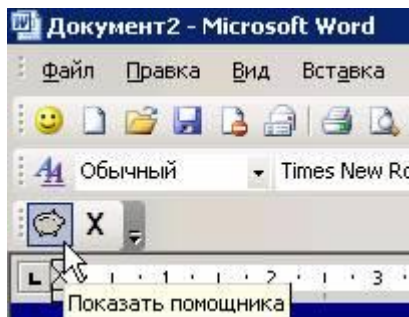 Документ2 - Microsoft Word
Файл Правка Вид Вставка
Обычный Times New Ro
X
L 1 2 3
Показать помощника